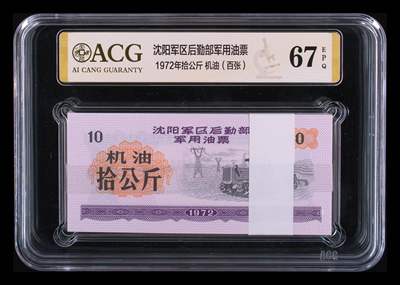 ACG
AI CANG GUARANTY
沈阳军区后勤部军用油票
1972年拾公斤 机油（百张）
67 EPQ
10
沈阳军区后勤部
军用油票
0
机油
拾公斤
1972
ACG